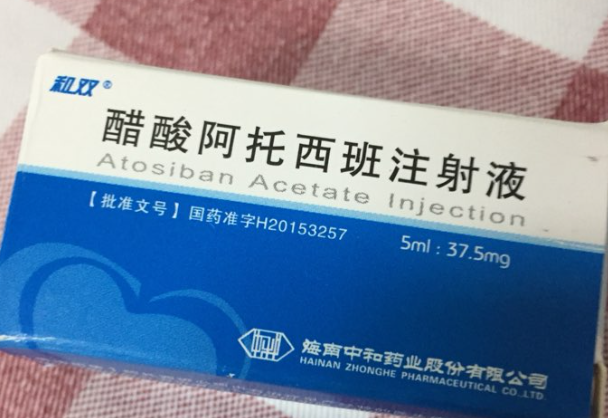 和双®
醋酸阿托西班注射液
Atosiban Acetate Injection
【批准文号】国药准字H20153257
5ml：37.5mg
海南中和药业股份有限公司
HAINAN ZHONGHE PHARMACEUTICAL CO.,LTD.